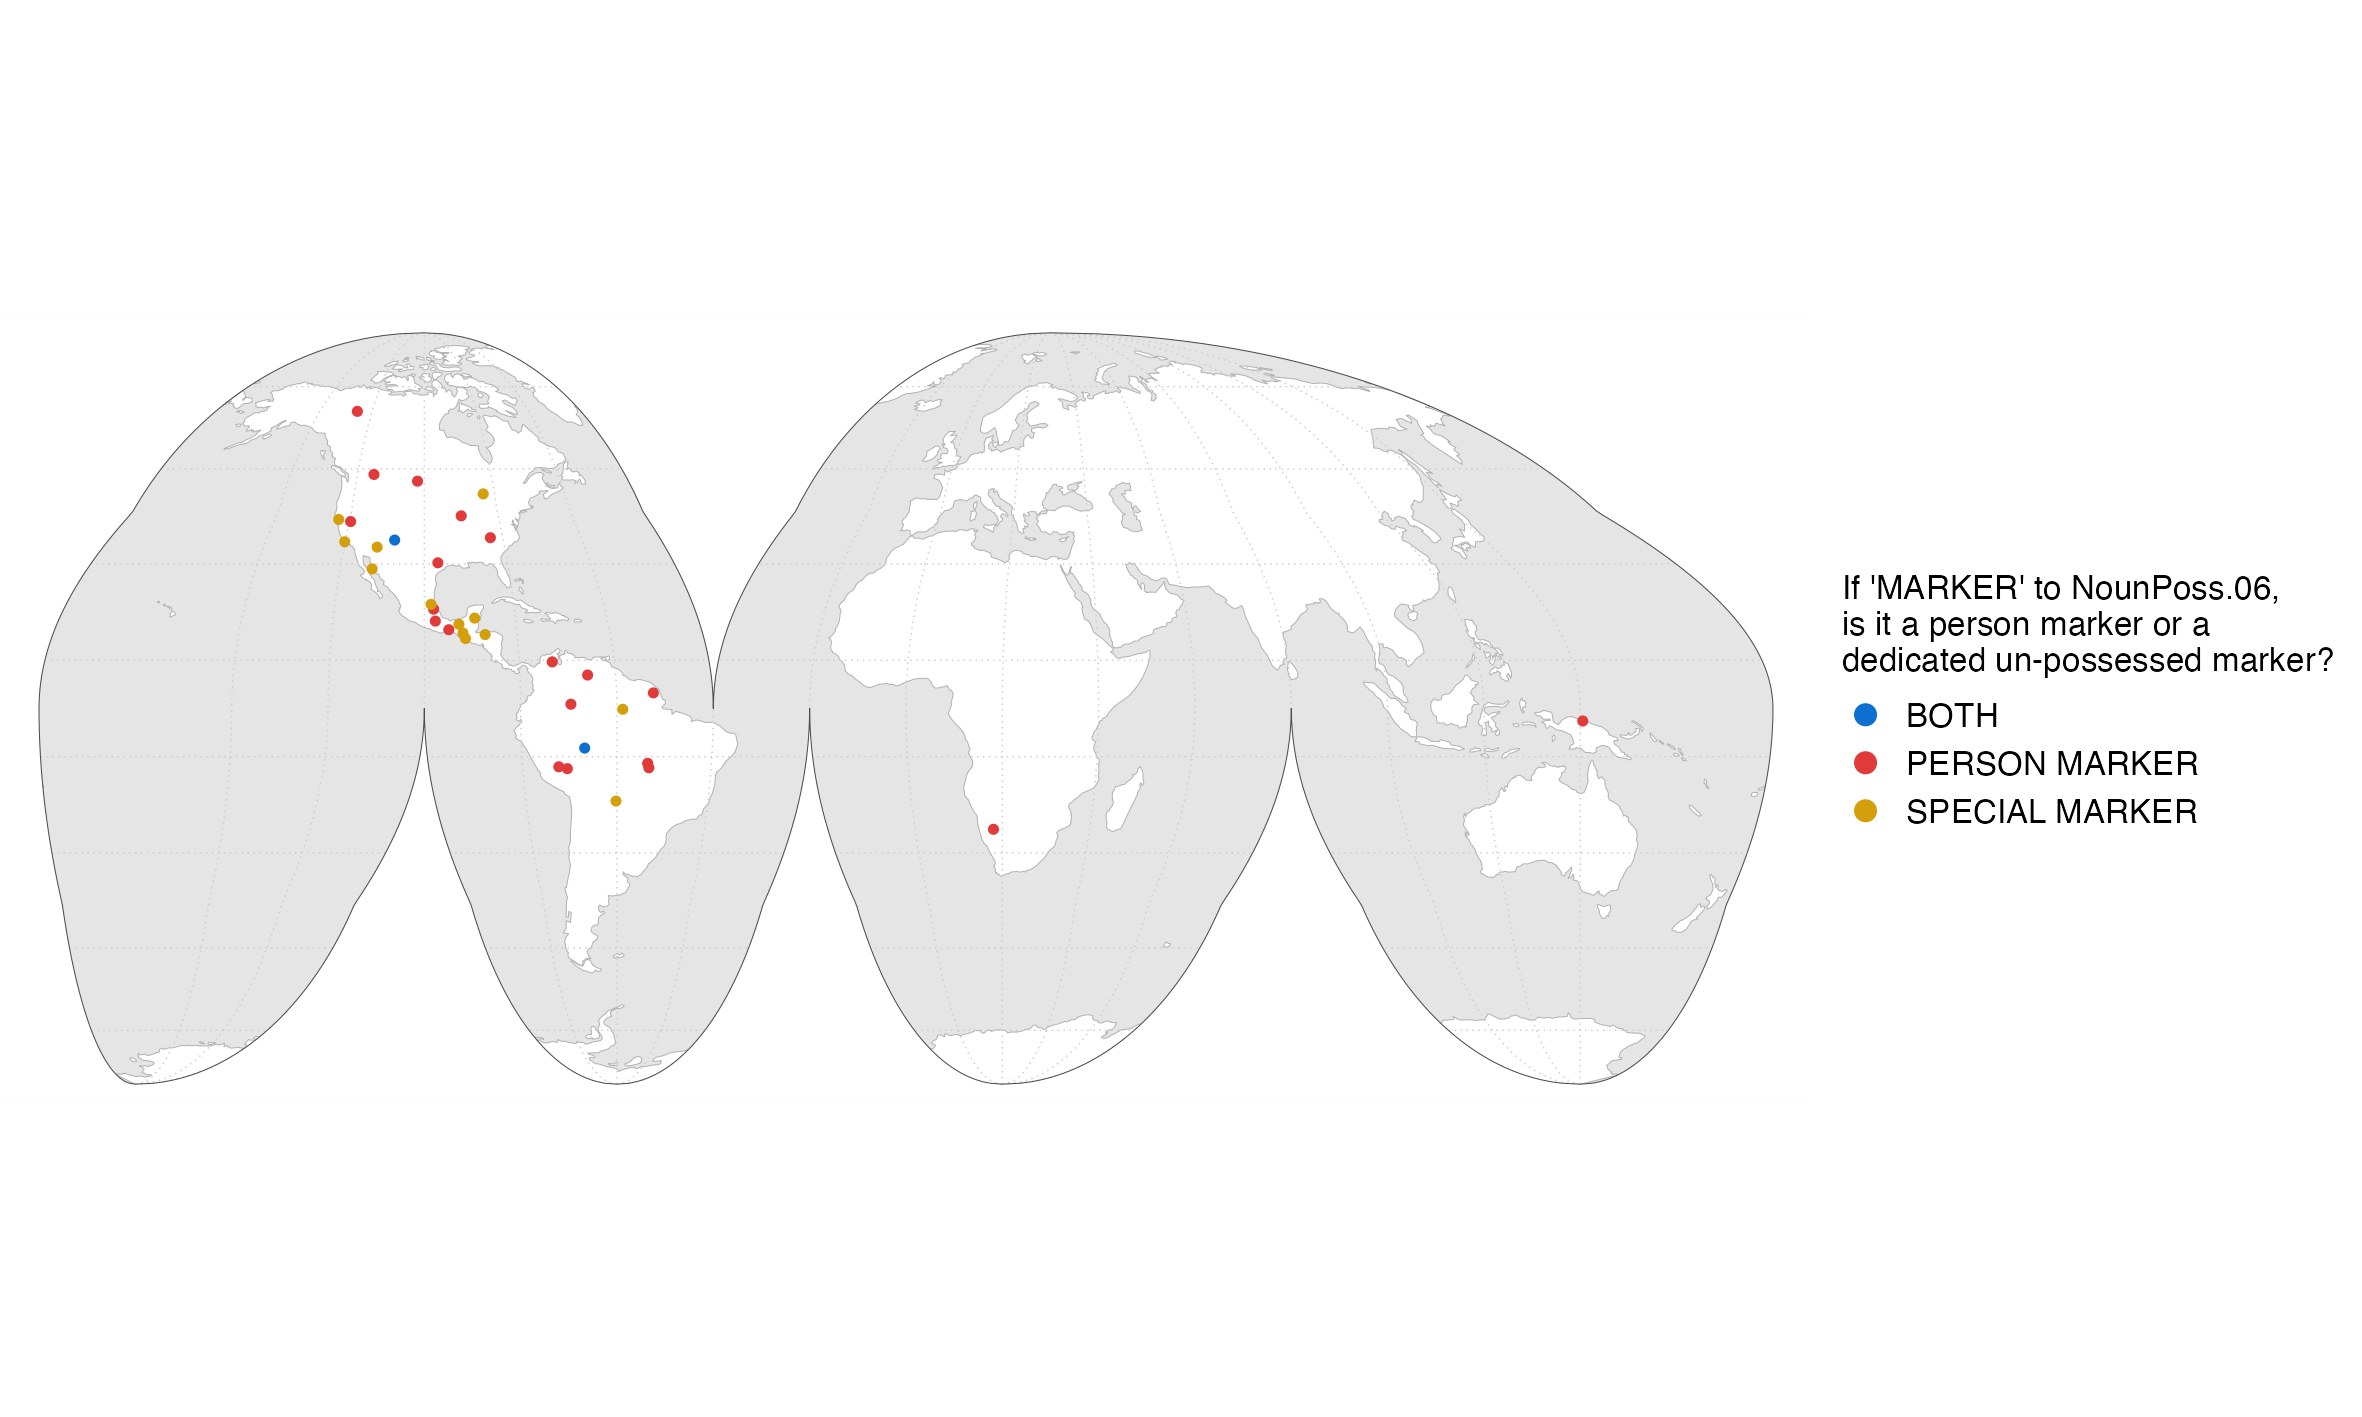 If 'MARKER' to NounPoss.06,
is it a person marker or a
dedicated un-possessed marker?
BOTH
PERSON MARKER
SPECIAL MARKER